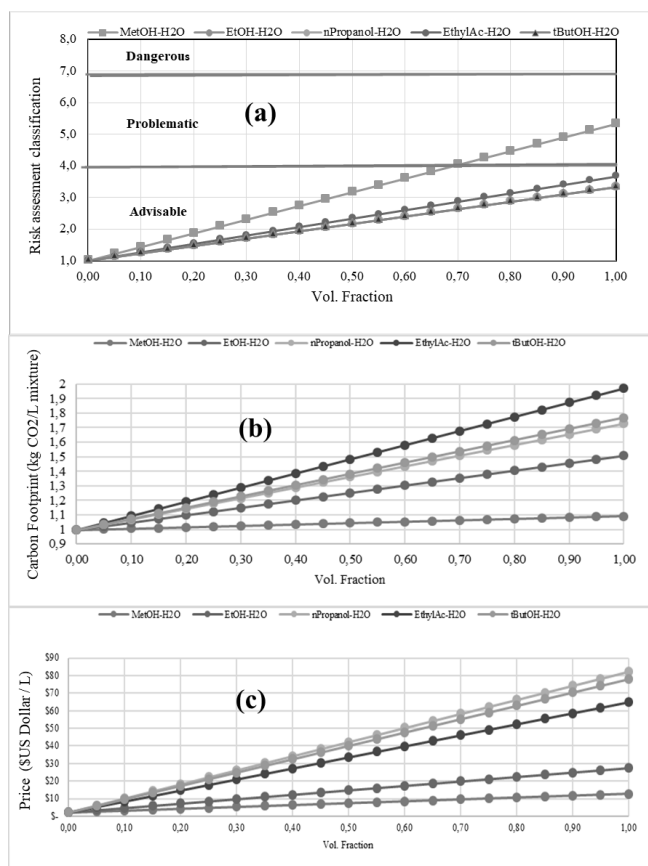 MetOH-H2O EtOH-H2O nPropanol-H2O EthylAc-H2O tButOH-H2O
8,0
Dangerous
7,0
6,0
(a)
Problematic
5,0
4,0
3,0
Advisable
2,0
1,0
0,00 0,10 0,20 0,30 0,40 0,50 0,60 0,70 0,80 0,90 1,00
Vol. Fraction
Risk assesment classification
MetOH-H2O EtOH-H2O nPropanol-H2O EthylAc-H2O tButOH-H2O
2
1,9
1,8
1,7
1,6
1,5
1,4
1,3
1,2
1,1
1
0,9
(b)
0,00 0,10 0,20 0,30 0,40 0,50 0,60 0,70 0,80 0,90 1,00
Vol. Fraction
Carbon Footprint (kg CO2/L mixture)
MetOH-H2O EtOH-H2O nPropanol-H2O EthylAc-H2O tButOH-H2O
$90
$80
$70
$60
$50
$40
$30
$20
$10
$-
(c)
0,00 0,10 0,20 0,30 0,40 0,50 0,60 0,70 0,80 0,90 1,00
Vol. Fraction
Price ($US Dollar / L)